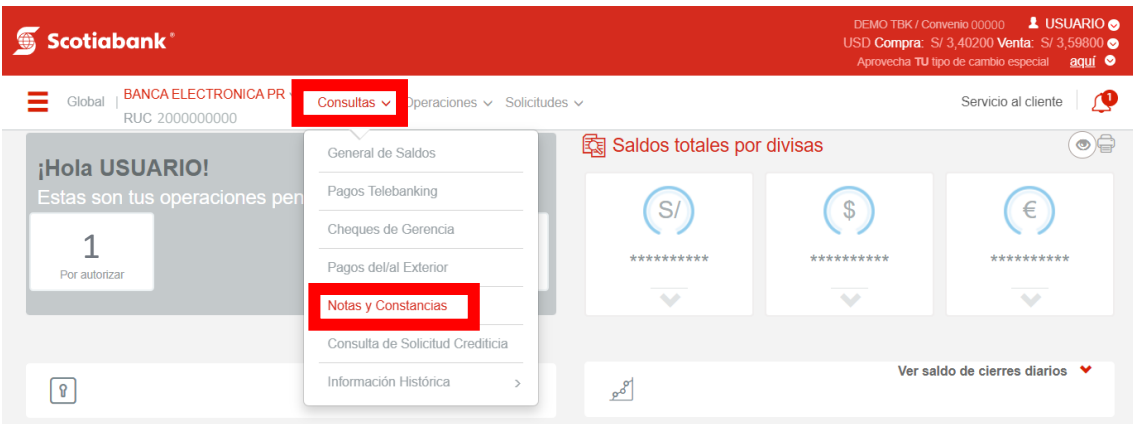 Scotiabank
DEMO TBK / Convenio 00000 USUARIO
USD Compra: S/ 3,40200 Venta: S/ 3,59800
Aprovecha TU tipo de cambio especial aquí
Global | BANCA ELECTRONICA PR
RUC 2000000000
Consultas Operaciones Solicitudes
Servicio al cliente 1
General de Saldos
Pagos Telebanking
Cheques de Gerencia
Pagos del/al Exterior
Notas y Constancias
Consulta de Solicitud Crediticia
Información Histórica >
¡Hola USUARIO!
Estas son tus operaciones pen
1
Por autorizar
Saldos totales por divisas
S/ $ €
********** ********** **********
Ver saldo de cierres diarios